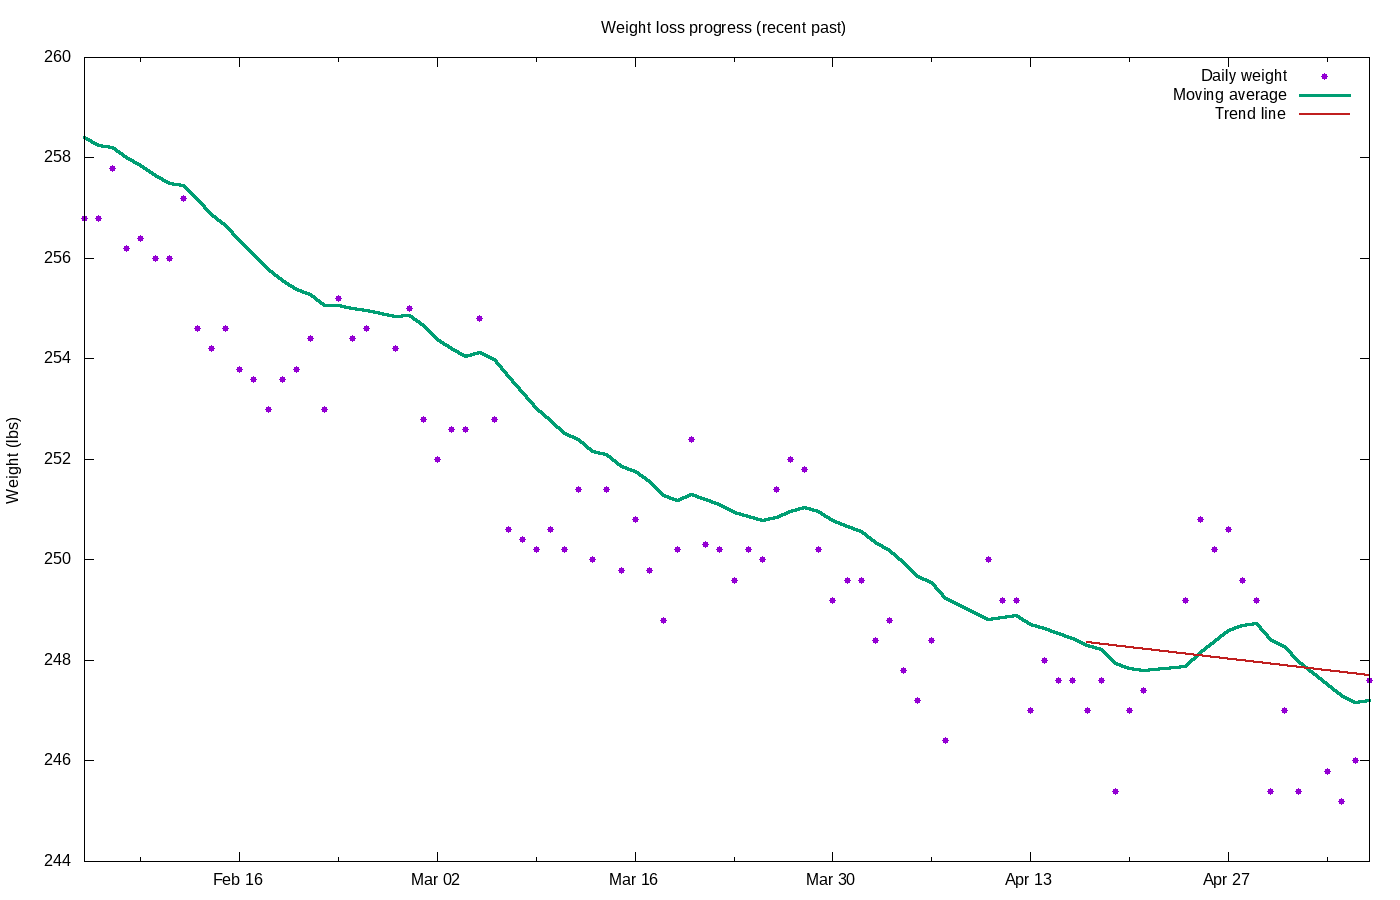 Weight loss progress (recent past)
Daily weight
Moving average
Trend line
Weight (lbs)
260
258
256
254
252
250
248
246
244
Feb 16
Mar 02
Mar 16
Mar 30
Apr 13
Apr 27